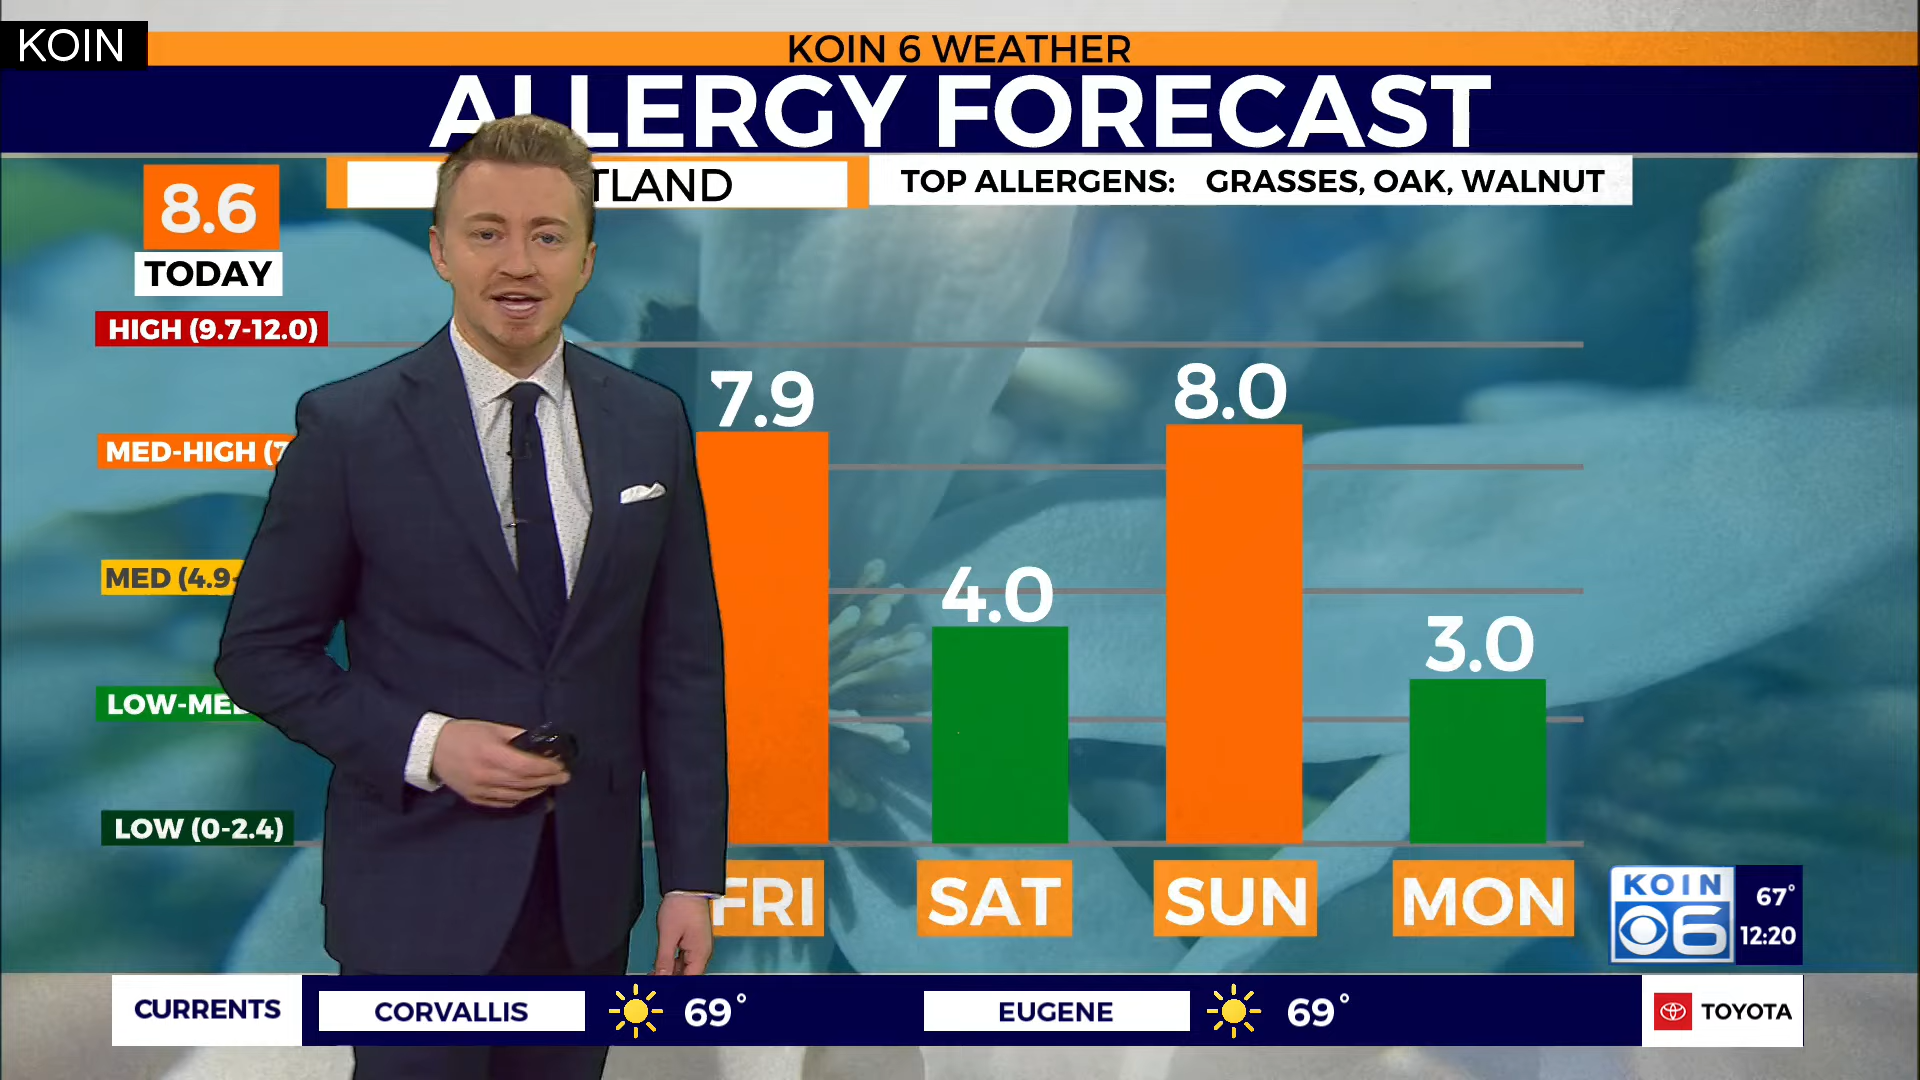 KOIN
KOIN 6 WEATHER
ALLERGY FORECAST
8.6
TODAY
TLAND
TOP ALLERGENS: GRASSES, OAK, WALNUT
HIGH (9.7-12.0)
MED-HIGH (7
MED (4.9-
LOW-MED
LOW (0-2.4)
7.9
4.0
8.0
3.0
FRI
SAT
SUN
MON
KOIN
6
67°
12:20
CURRENTS
CORVALLIS
69°
EUGENE
69°
TOYOTA